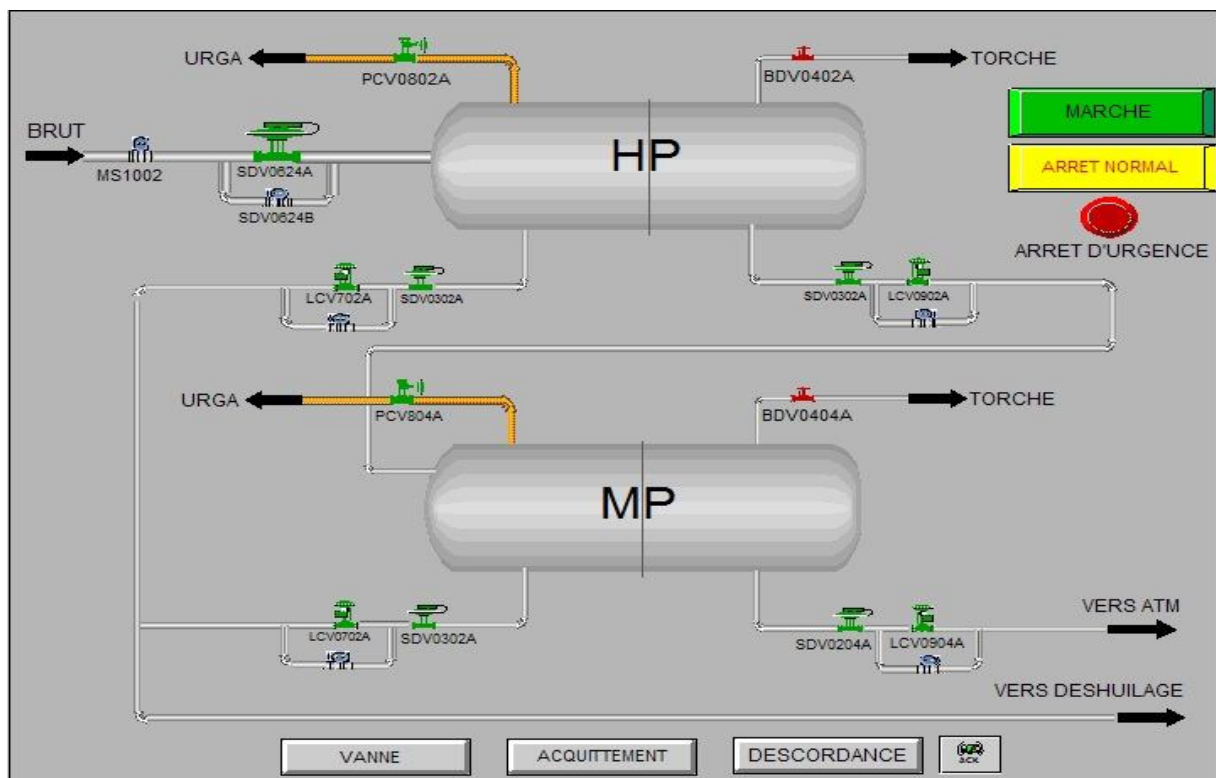 URGA
PCV0802A
BDV0402A
TORCHE
MARCHE
BRUT
MS1002
SDV0624A
SDV0624B
HP
ARRET NORMAL
ARRET D'URGENCE
LCV702A
SDV0302A
SDV0302A
LCV0902A
URGA
PCV804A
BDV0404A
TORCHE
MP
LCV0702A
SDV0302A
SDV0204A
LCV0904A
VERS ATM
VERS DESHUILAGE
VANNE
ACQUITTEMENT
DESCORDANCE
ACK